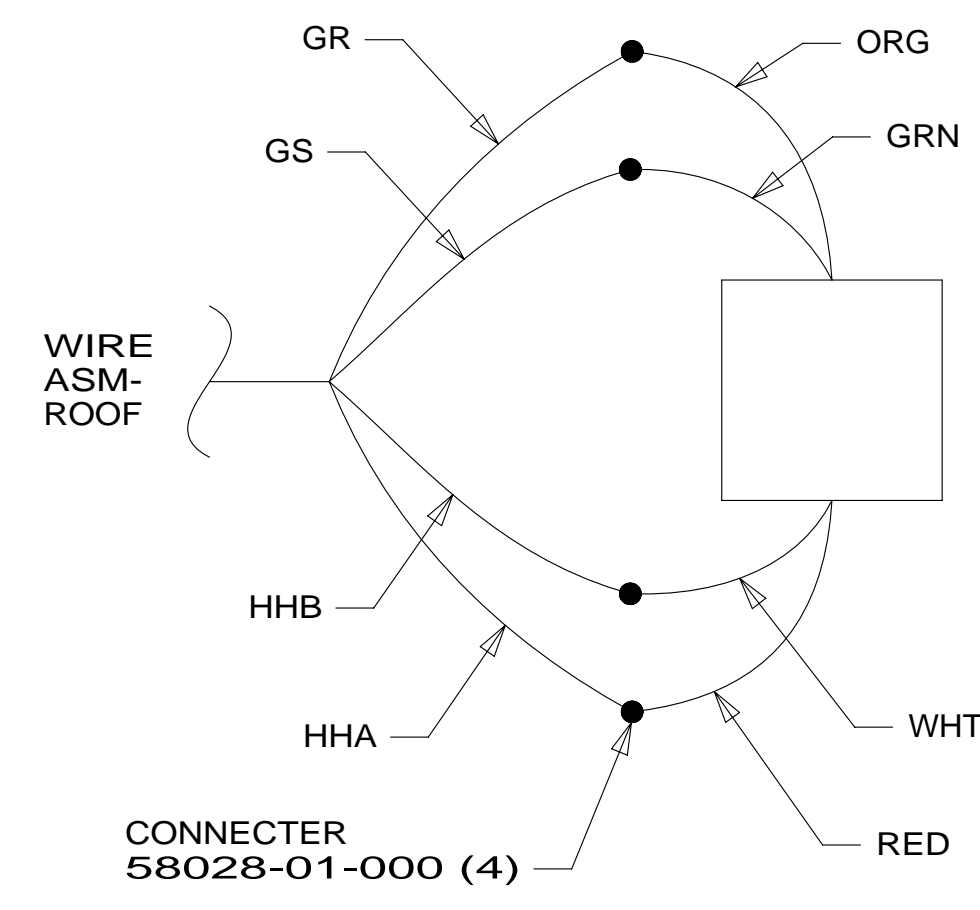 GR
ORG
GS
GRN
WIRE
ASM-
ROOF
HHB
HHA
WHT
CONNECTER
58028-01-000 (4)
RED